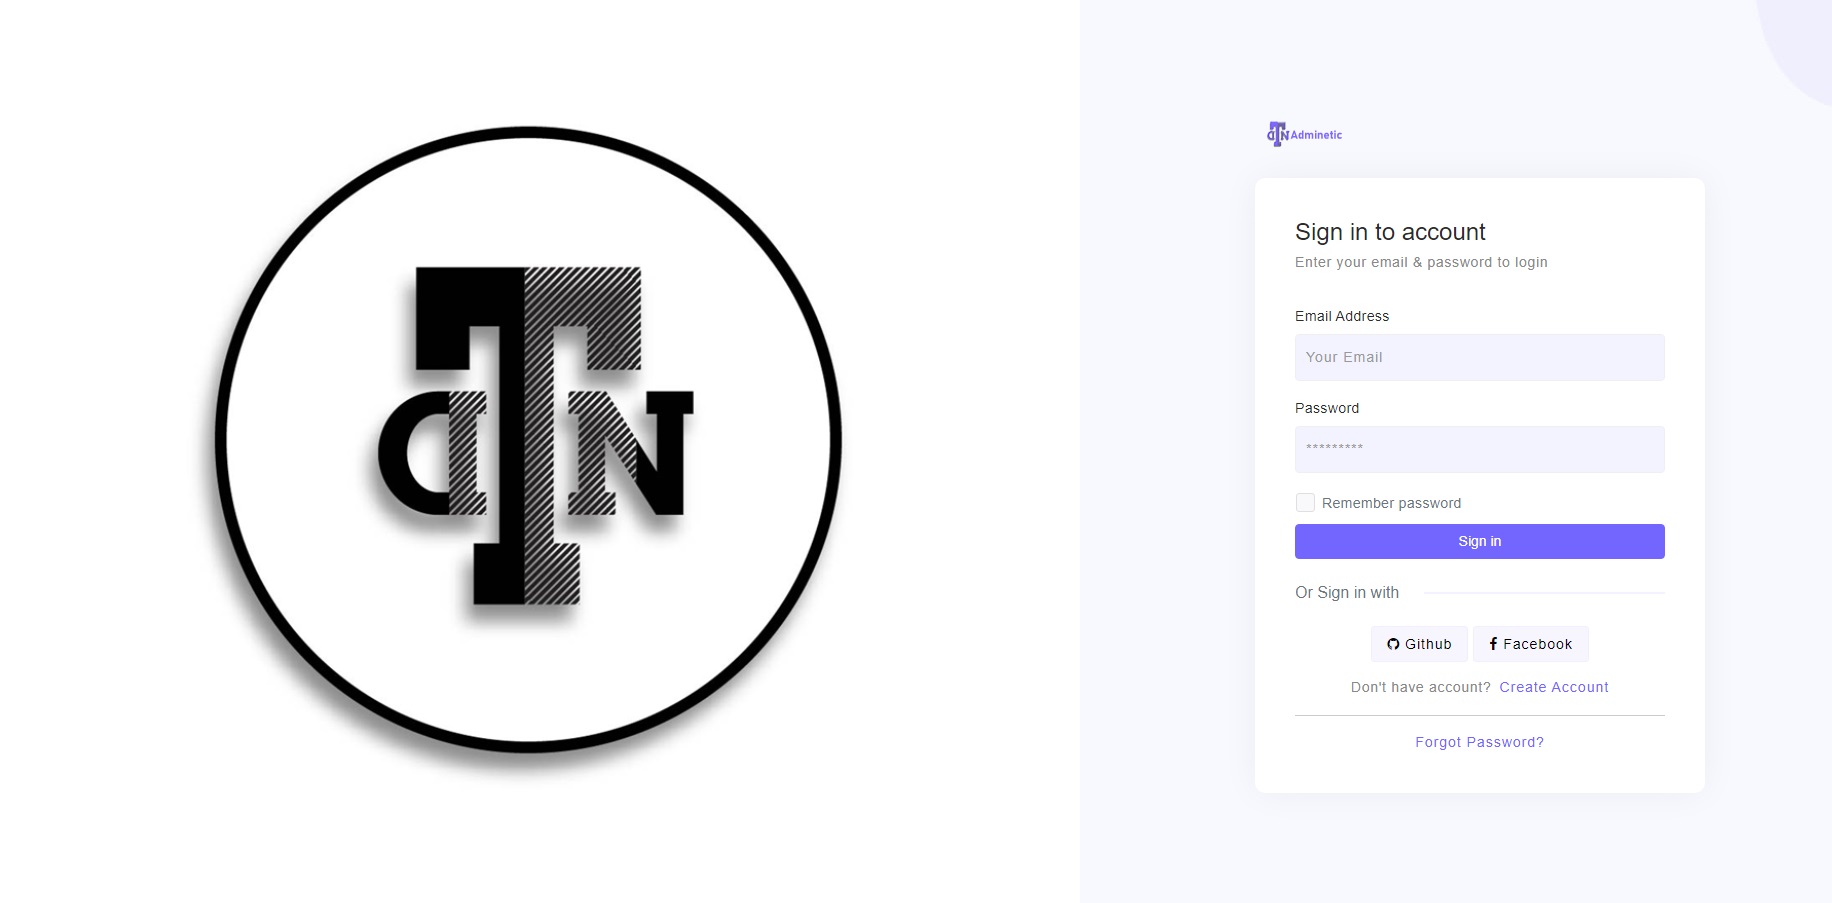 DTN
DTN Adminetic
Sign in to account
Enter your email & password to login
Email Address
Your Email
Password
*********
Remember password
Sign in
Or Sign in with
Github Facebook
Don't have account? Create Account
Forgot Password?